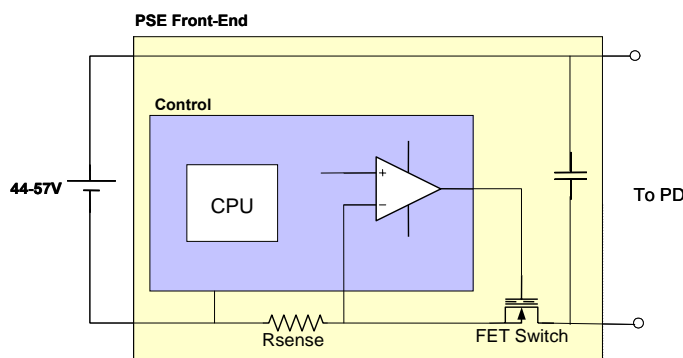 PSE Front-End
Control
44-57V
CPU
+
−
To PD
Rsense
FET Switch